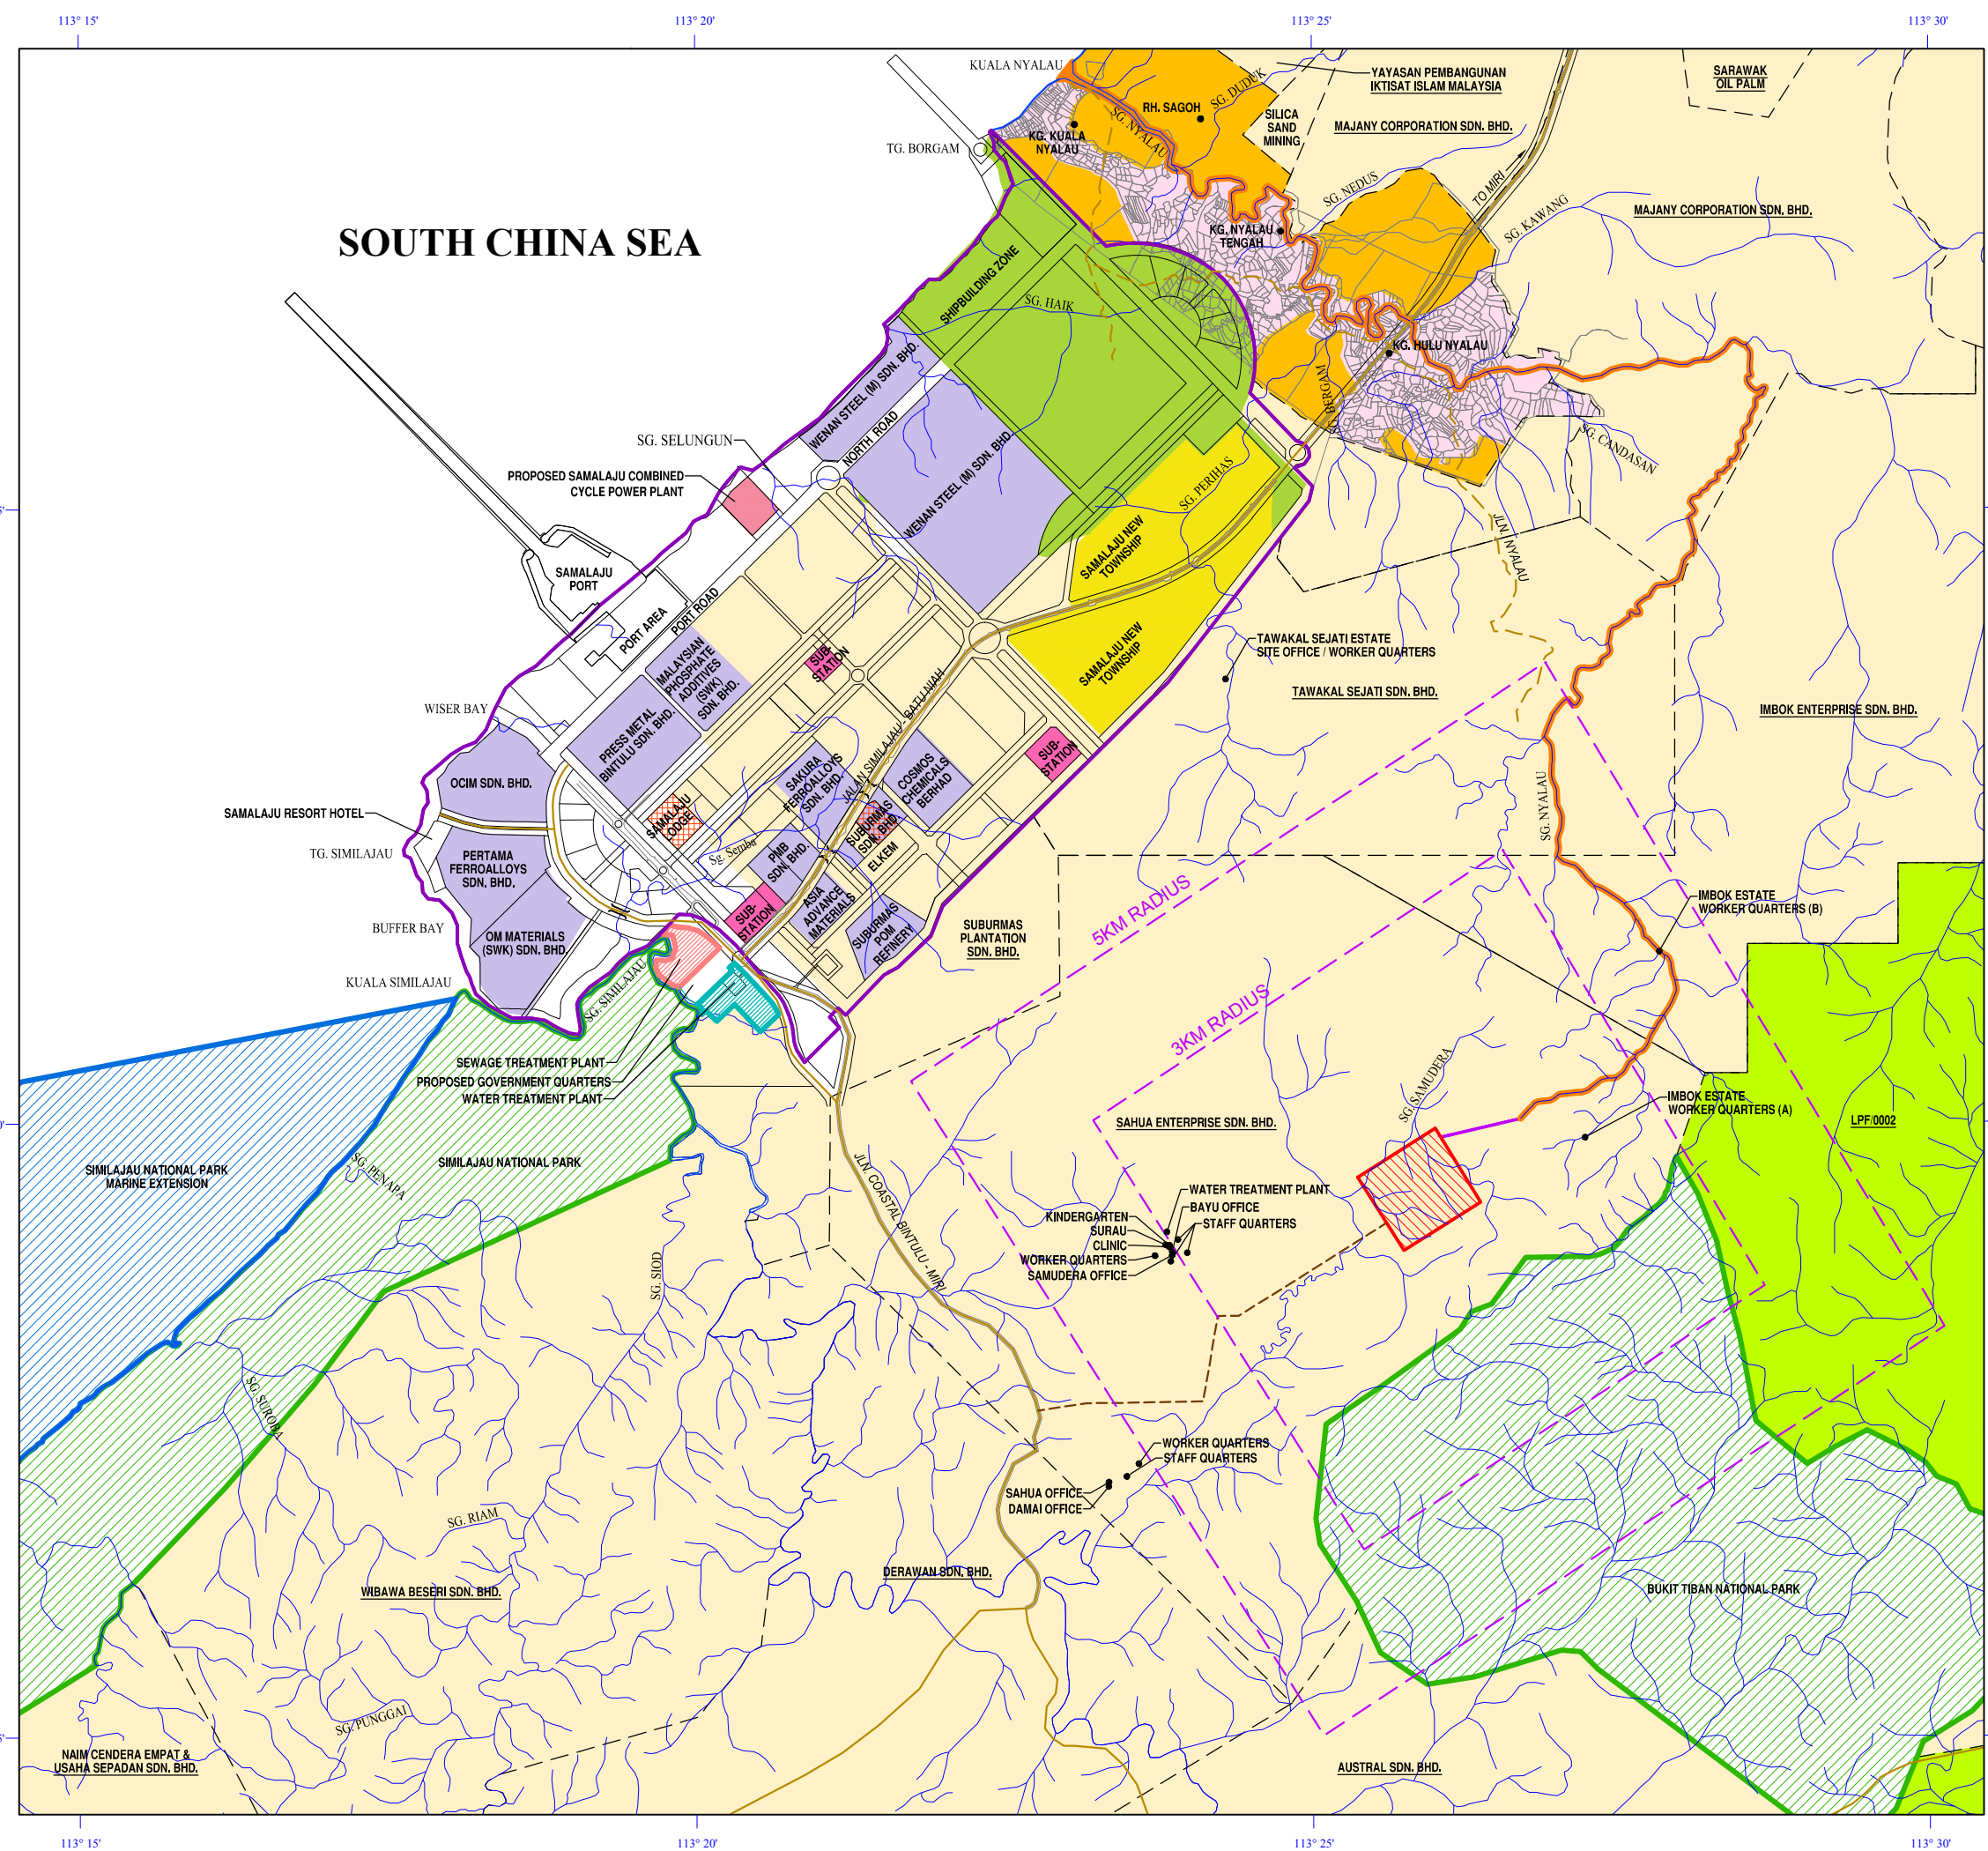 113° 15'
113° 20'
113° 25'
113° 30'
KUALA NYALAU
YAYASAN PEMBANGUNAN
IKTISAT ISLAM MALAYSIA
SARAWAK
OIL PALM
RH. SAGOH
SG. DUDUK
SG. NYALAU
SILICA
SAND
MINING
MAJANY CORPORATION SDN. BHD.
KG. KUALA
NYALAU
TG. BORGAM
SG. NEDUS
TO MIRI
SG. KAWANG
MAJANY CORPORATION SDN. BHD.
KG. NYALAU
TENGAH
SOUTH CHINA SEA
SHIPBUILDING ZONE
SG. HAIK
KG. HULU NYALAU
SG. BERGAM
WENAN STEEL (M) SDN. BHD.
NORTH ROAD
SG. SELUNGUN
WENAN STEEL (M) SDN. BHD.
SG. CANDASAN
PROPOSED SAMALAJU COMBINED
CYCLE POWER PLANT
SG. PERIHAS
5'
SAMALAJU NEW
TOWNSHIP
JLN. NYALAU
SAMALAJU
PORT
PORT AREA
PORT ROAD
MALAYSIAN
PHOSPHATE
ADDITIVES
(SWK)
SDN. BHD.
SUB-
STATION
SAMALAJU NEW
TOWNSHIP
TAWAKAL SEJATI ESTATE
SITE OFFICE / WORKER QUARTERS
TAWAKAL SEJATI SDN. BHD.
IMBOK ENTERPRISE SDN. BHD.
WISER BAY
PRESS METAL
BINTULU SDN. BHD.
JALAN SIMILAJAU - BATU NIAH
SUB-
STATION
OCIM SDN. BHD.
SAKURA
FERROALLOYS
SDN. BHD.
COSMOS
CHEMICALS
BERHAD
SG. NYALAU
SAMALAJU RESORT HOTEL
SAMALAJU
LODGE
SUBURMAS
SDN. BHD.
TG. SIMILAJAU
Sg. Semba
PMB
SDN. BHD.
ELKEM
PERTAMA
FERROALLOYS
SDN. BHD.
5KM RADIUS
IMBOK ESTATE
WORKER QUARTERS (B)
SUB-
STATION
ASIA
ADVANCE
MATERIALS
SUBURMAS
POM
REFINERY
SUBURMAS
PLANTATION
SDN. BHD.
BUFFER BAY
OM MATERIALS
(SWK) SDN. BHD.
KUALA SIMILAJAU
SG. SIMILAJAU
3KM RADIUS
SEWAGE TREATMENT PLANT
PROPOSED GOVERNMENT QUARTERS
WATER TREATMENT PLANT
SG. SAMUDERA
IMBOK ESTATE
WORKER QUARTERS (A)
0'
SAHUA ENTERPRISE SDN. BHD.
LPF/0002
SIMILAJAU NATIONAL PARK
MARINE EXTENSION
SG. PENAPA
SIMILAJAU NATIONAL PARK
JLN. COASTAL BINTULU - MIRI
WATER TREATMENT PLANT
BAYU OFFICE
KINDERGARTEN
STAFF QUARTERS
SURAU
CLINIC
WORKER QUARTERS
SAMUDERA OFFICE
SG. SIOD
SG. SUROBA
WORKER QUARTERS
STAFF QUARTERS
SAHUA OFFICE
DAMAI OFFICE
SG. RIAM
DERAWAN SDN. BHD.
WIBAWA BESERI SDN. BHD.
BUKIT TIBAN NATIONAL PARK
SG. PUNGGAI
5'
NAIM CENDERA EMPAT &
USAHA SEPADAN SDN. BHD.
AUSTRAL SDN. BHD.
113° 15'
113° 20'
113° 25'
113° 30'